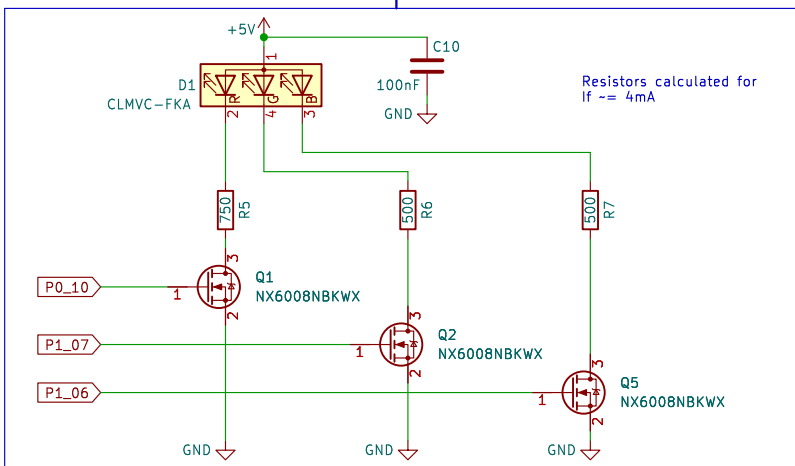 +5V
1
C10
100nF
GND
Resistors calculated for
If ~= 4mA
D1
CLMVC-FKA
R
G
B
2
4
3
750
R5
500
R6
500
R7
P0_10
1
3
Q1
NX6008NBKWX
2
P1_07
1
3
Q2
NX6008NBKWX
2
P1_06
1
3
Q5
NX6008NBKWX
2
GND
GND
GND